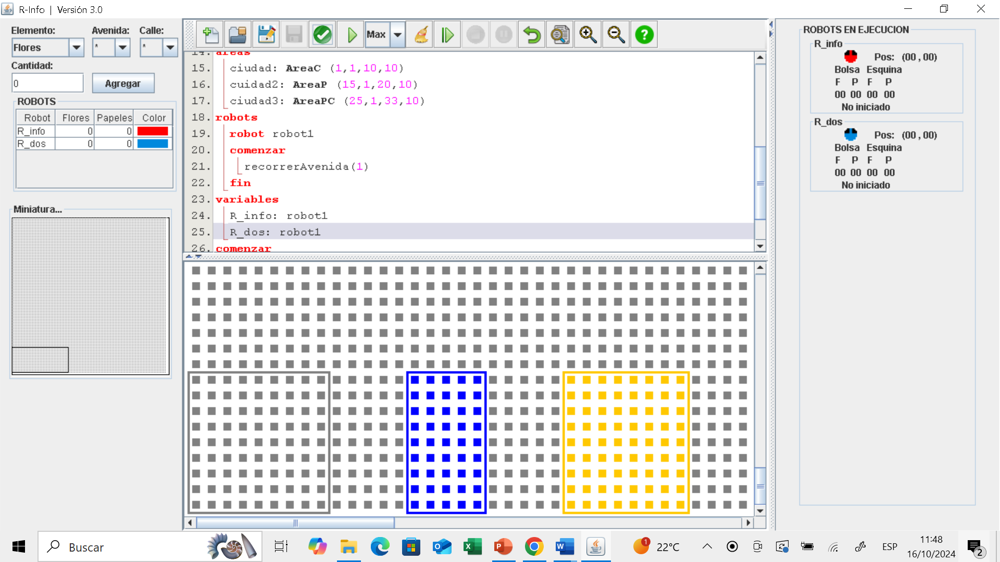 R-Info | Versión 3.0
Elemento:
Avenida:
Calle:
Flores
*
*
Cantidad:
0
Agregar
ROBOTS
Robot Flores Papeles Color
R_info 0 0
R_dos 0 0
Miniatura...
Max
14. areas
15. ciudad: AreaC (1,1,10,10)
16. cuidad2: AreaP (15,1,20,10)
17. ciudad3: AreaPC (25,1,33,10)
18. robots
19. robot robot1
20. comenzar
21. recorrerAvenida(1)
22. fin
23. variables
24. R_info: robot1
25. R_dos: robot1
26. comenzar
ROBOTS EN EJECUCION
R_info
Pos: (00 , 00)
Bolsa Esquina
F P F P
00 00 00 00
No iniciado
R_dos
Pos: (00 , 00)
Bolsa Esquina
F P F P
00 00 00 00
No iniciado
Buscar
1
22°C
ESP
11:48
16/10/2024
2